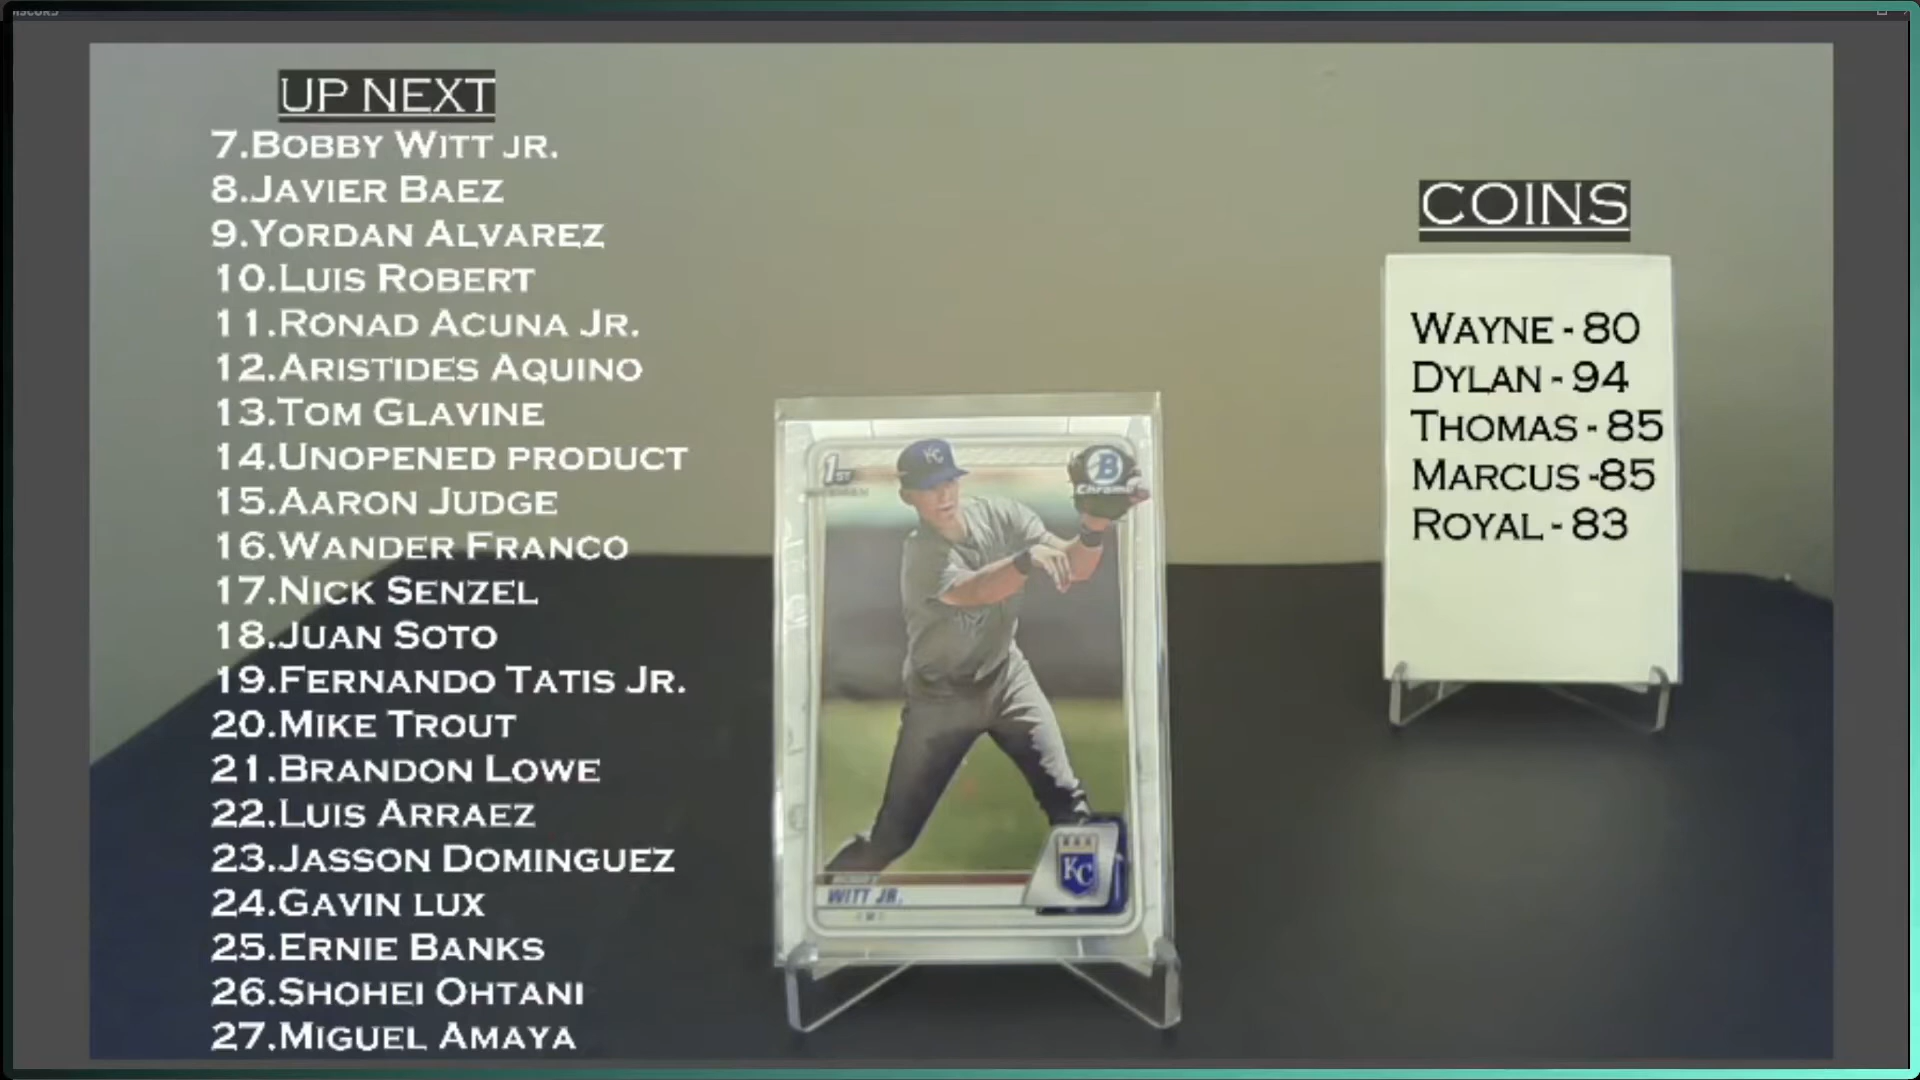 UP NEXT
7.BOBBY WITT JR.
8.JAVIER BAEZ
9.YORDAN ALVAREZ
10.LUIS ROBERT
11.RONAD ACUNA JR.
12.ARISTIDES AQUINO
13.TOM GLAVINE
14.UNOPENED PRODUCT
15.AARON JUDGE
16.WANDER FRANCO
17.NICK SENZEL
18.JUAN SOTO
19.FERNANDO TATIS JR.
20.MIKE TROUT
21.BRANDON LOWE
22.LUIS ARRAEZ
23.JASSON DOMINGUEZ
24.GAVIN LUX
25.ERNIE BANKS
26.SHOHEI OHTANI
27.MIGUEL AMAYA
1ST
KC
B
Chrome
KC
WITT JR.
COINS
WAYNE - 80
DYLAN - 94
THOMAS - 85
MARCUS -85
ROYAL - 83